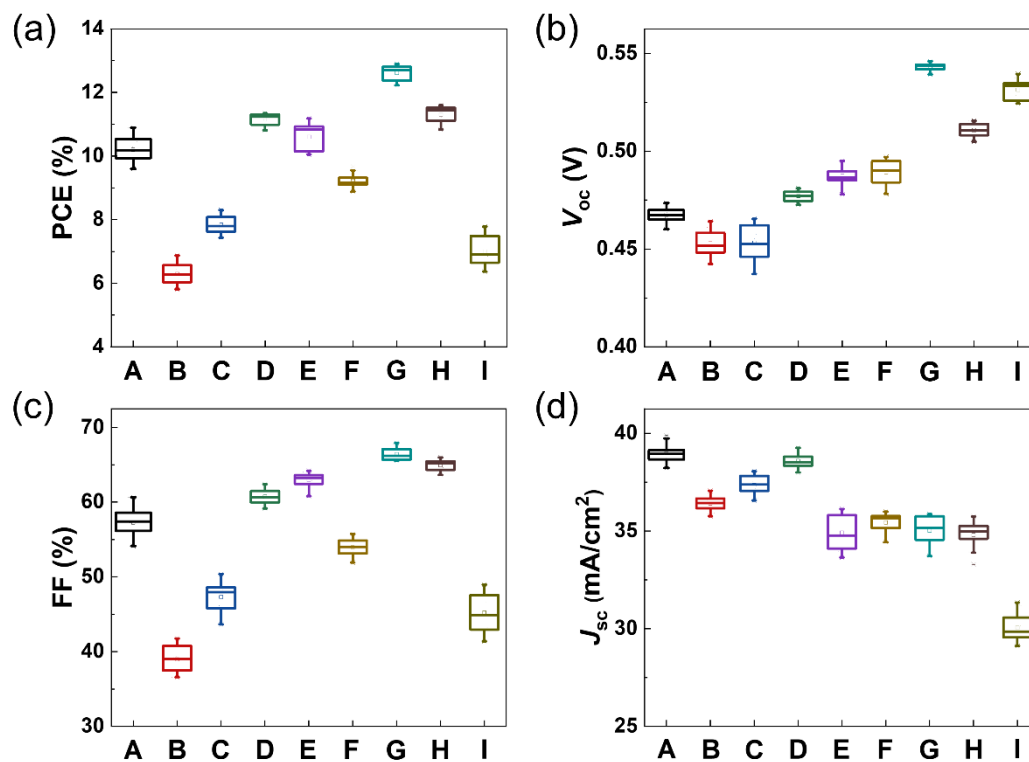 (a)
PCE (%)
14
12
10
8
6
4
A B C D E F G H I
(b)
Voc (V)
0.55
0.50
0.45
0.40
A B C D E F G H I
(c)
FF (%)
70
60
50
40
30
A B C D E F G H I
(d)
Jsc (mA/cm²)
40
35
30
25
A B C D E F G H I